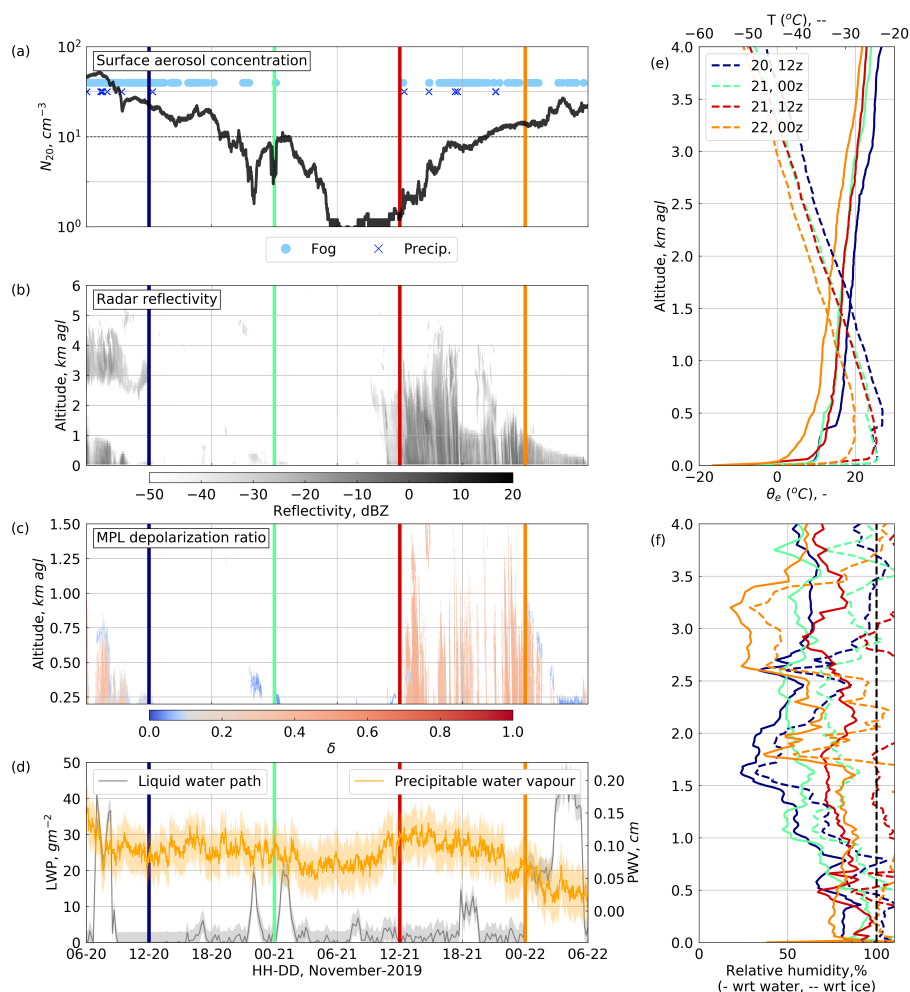 (a)
Surface aerosol concentration
10²
10¹
10⁰
N₂₀, cm⁻³
Fog
Precip.
(b)
Radar reflectivity
6
5
4
3
2
1
0
Altitude, km agl
−50 −40 −30 −20 −10 0 10 20
Reflectivity, dBZ
(c)
MPL depolarization ratio
1.50
1.25
1.00
0.75
0.50
0.25
Altitude, km agl
0.0 0.2 0.4 0.6 0.8 1.0
δ
(d)
Liquid water path
Precipitable water vapour
50
40
30
20
10
0
LWP, gm⁻²
0.20
0.15
0.10
0.05
0.00
PWV, cm
06-20 12-20 18-20 00-21 06-21 12-21 18-21 00-22 06-22
HH-DD, November-2019
T (°C), --
−60 −50 −40 −30 −20
(e)
20, 12z
21, 00z
21, 12z
22, 00z
4.0
3.5
3.0
2.5
2.0
1.5
1.0
0.5
0.0
Altitude, km agl
−20 0 20
θₑ (°C), -
(f)
4.0
3.5
3.0
2.5
2.0
1.5
1.0
0.5
0.0
0 50 100
Relative humidity,%
(- wrt water, -- wrt ice)